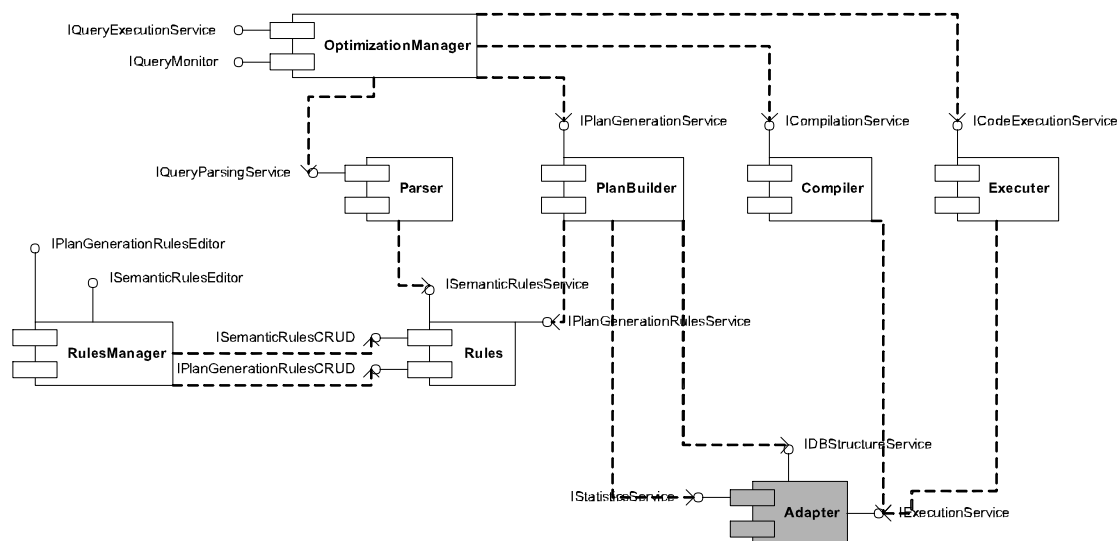 IQueryExecutionService
OptimizationManager
IQueryMonitor
IPlanGenerationService
ICompilationService
ICodeExecutionService
IQueryParsingService
Parser
PlanBuilder
Compiler
Executer
IPlanGenerationRulesEditor
ISemanticRulesEditor
ISemanticRulesService
IPlanGenerationRulesService
ISemanticRulesCRUD
RulesManager
Rules
IPlanGenerationRulesCRUD
IDBStructureService
IStatisticsService
Adapter
IExecutionService